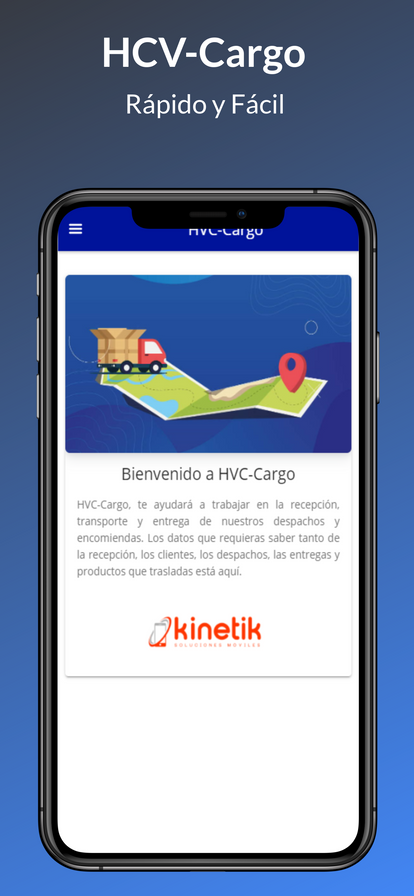 HCV-Cargo
Rápido y Fácil
HVC-Cargo
Bienvenido a HVC-Cargo
HVC-Cargo, te ayudará a trabajar en la recepción,
transporte y entrega de nuestros despachos y
encomiendas. Los datos que requieras saber tanto de
la recepción, los clientes, los despachos, las entregas y
productos que trasladas está aquí.
kinetik
SOLUCIONES MOVILES